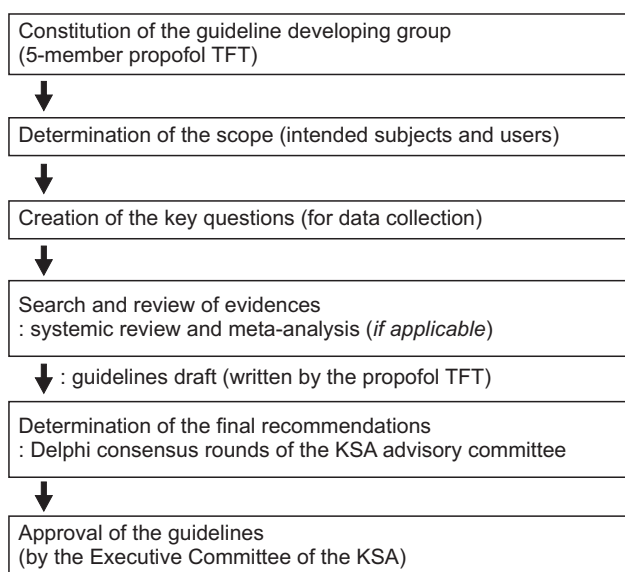 Constitution of the guideline developing group
(5-member propofol TFT)
Determination of the scope (intended subjects and users)
Creation of the key questions (for data collection)
Search and review of evidences
: systemic review and meta-analysis (if applicable)
: guidelines draft (written by the propofol TFT)
Determination of the final recommendations
: Delphi consensus rounds of the KSA advisory committee
Approval of the guidelines
(by the Executive Committee of the KSA)